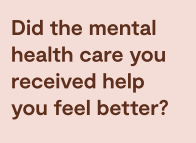 Did the mental
health care you
received help
you feel better?